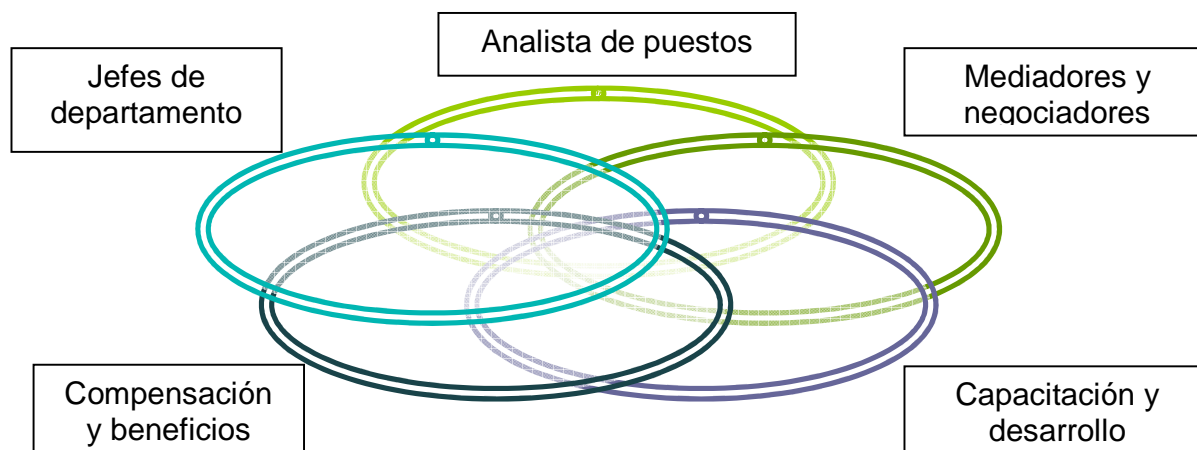 Analista de puestos
Jefes de
departamento
Mediadores y
negociadores
Compensación
y beneficios
Capacitación y
desarrollo